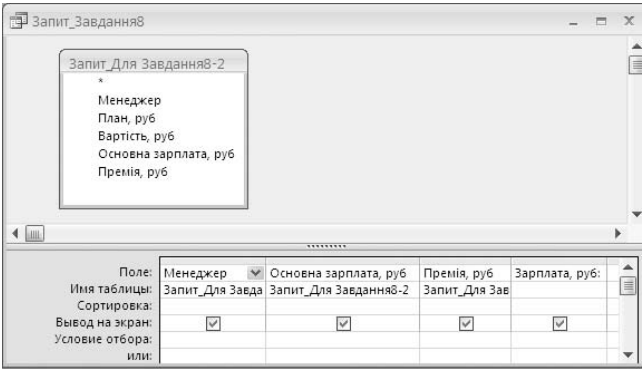 Запит_Завдання8
Запит_Для Завдання8-2
*
Менеджер
План, руб
Вартість, руб
Основна зарплата, руб
Премія, руб
Поле: Менеджер Основна зарплата, руб Премія, руб Зарплата, руб:
Имя таблицы: Запит_Для Завда Запит_Для Завдання8-2 Запит_Для Зав
Сортировка:
Вывод на экран:
Условие отбора:
или: